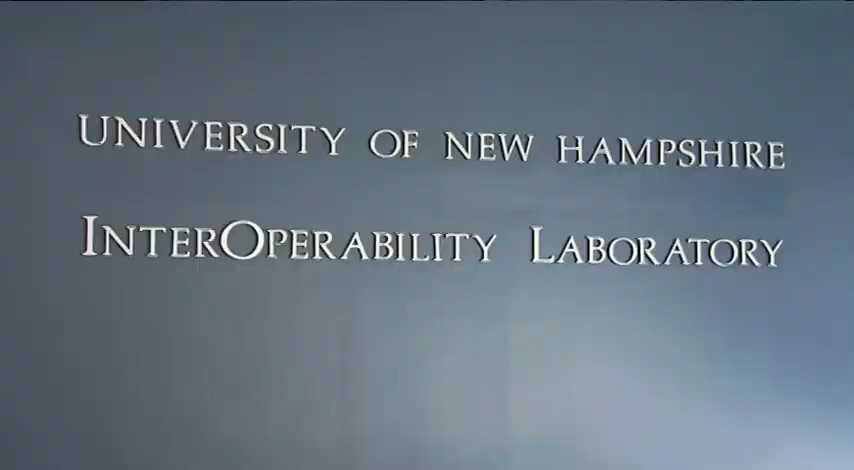 UNIVERSITY OF NEW HAMPSHIRE
INTEROPERABILITY LABORATORY